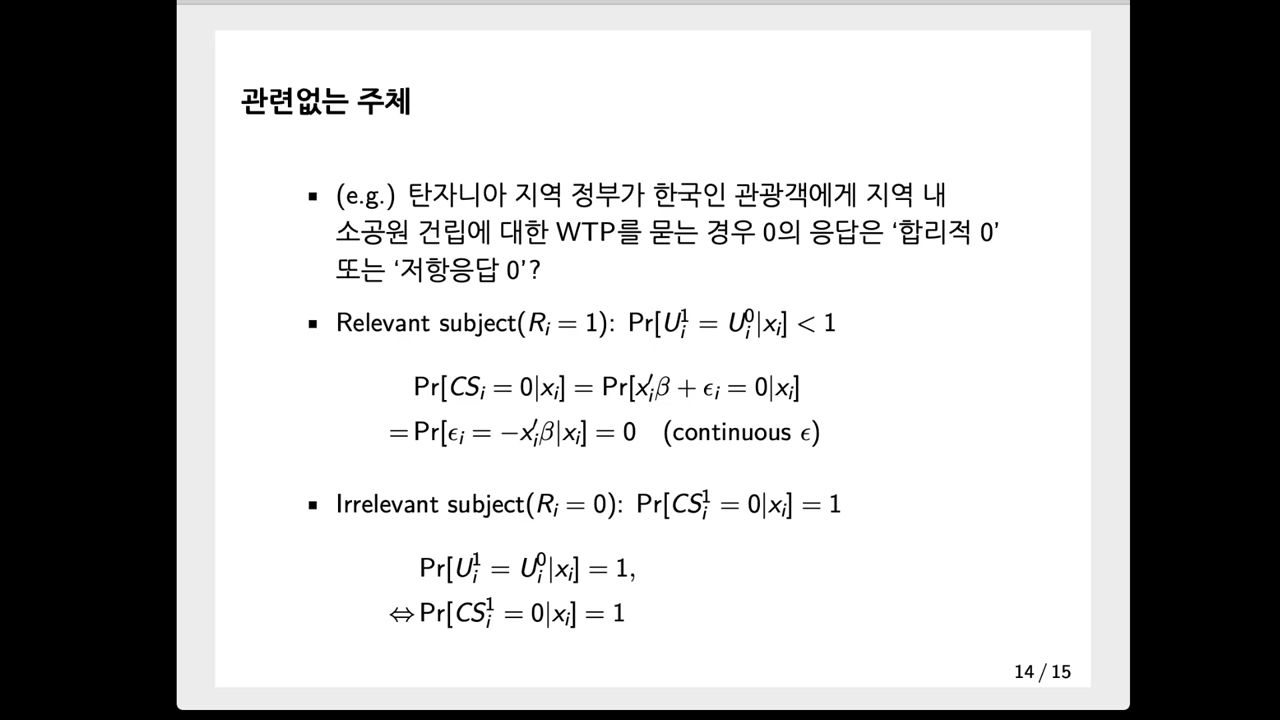 관련없는 주체
▪ (e.g.) 탄자니아 지역 정부가 한국인 관광객에게 지역 내
소공원 건립에 대한 WTP를 묻는 경우 0의 응답은 ‘합리적 0’
또는 ‘저항응답 0’?
▪ Relevant subject(R_i = 1): Pr[U_i^1 = U_i^0|x_i] < 1
Pr[CS_i = 0|x_i] = Pr[x_i′β + ϵ_i = 0|x_i]
= Pr[ϵ_i = −x_i′β|x_i] = 0 (continuous ϵ)
▪ Irrelevant subject(R_i = 0): Pr[CS_i^1 = 0|x_i] = 1
Pr[U_i^1 = U_i^0|x_i] = 1,
⇔ Pr[CS_i^1 = 0|x_i] = 1
14 / 15